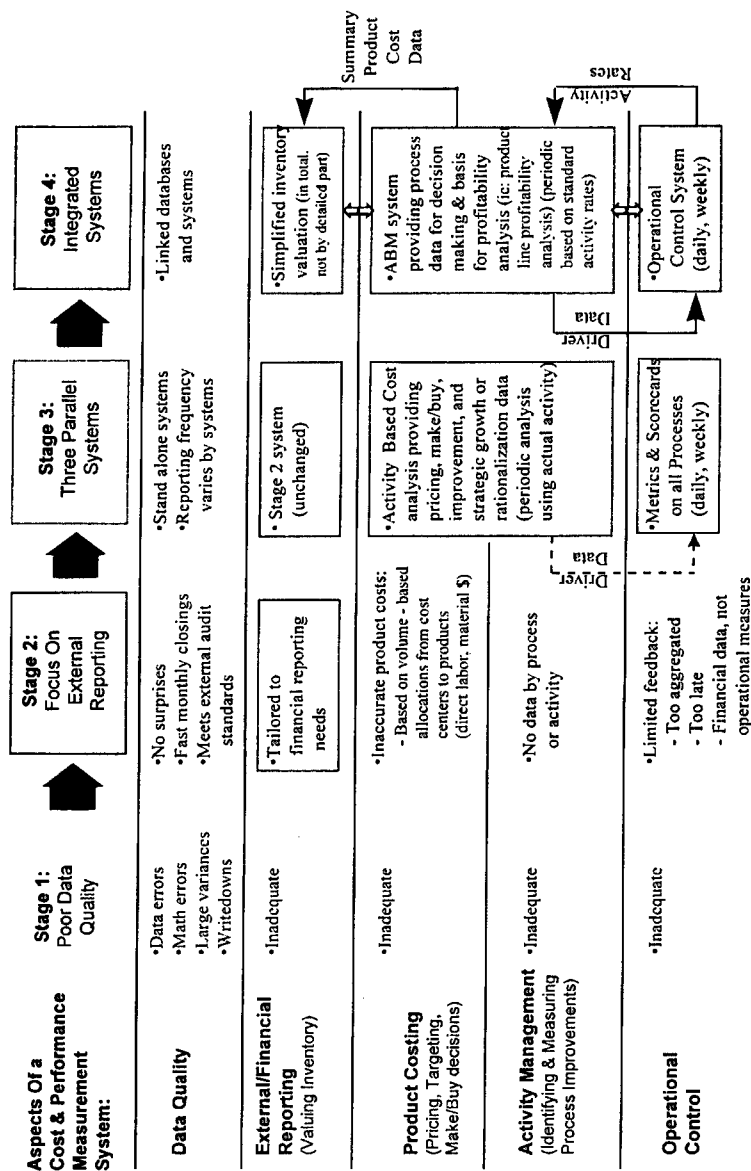 Aspects Of a
Cost & Performance
Measurement
System:
Stage 1:
Poor Data
Quality
Stage 2:
Focus On
External
Reporting
Stage 3:
Three Parallel
Systems
Stage 4:
Integrated
Systems
Data Quality
•Data errors
•Math errors
•Large variances
•Writedowns
•No surprises
•Fast monthly closings
•Meets external audit
standards
•Stand alone systems
•Reporting frequency
varies by systems
•Linked databases
and systems
External/Financial
Reporting
(Valuing Inventory)
•Inadequate
•Tailored to
financial reporting
needs
•Stage 2 system
(unchanged)
•Simplified inventory
valuation (in total.
not by detailed part)
Summary
Product
Cost
Data
Product Costing
(Pricing, Targeting,
Make/Buy decisions)
•Inadequate
•Inaccurate product costs:
- Based on volume - based
allocations from cost
centers to products
(direct labor, material $)
•Activity Based Cost
analysis providing
pricing, make/buy,
improvement, and
strategic growth or
rationalization data
(periodic analysis
using actual activity)
•ABM system
providing process
data for decision
making & basis
for profitability
analysis (ie: product
line profitability
analysis) (periodic
based on standard
activity rates)
Activity Management
(Identifying & Measuring
Process Improvements)
•Inadequate
•No data by process
or activity
Driver
Data
Driver
Data
Activity
Rates
Operational
Control
•Inadequate
•Limited feedback:
- Too aggregated
- Too late
- Financial data, not
operational measures
•Metrics & Scorecards
on all Processes
(daily, weekly)
•Operational
Control System
(daily, weekly)